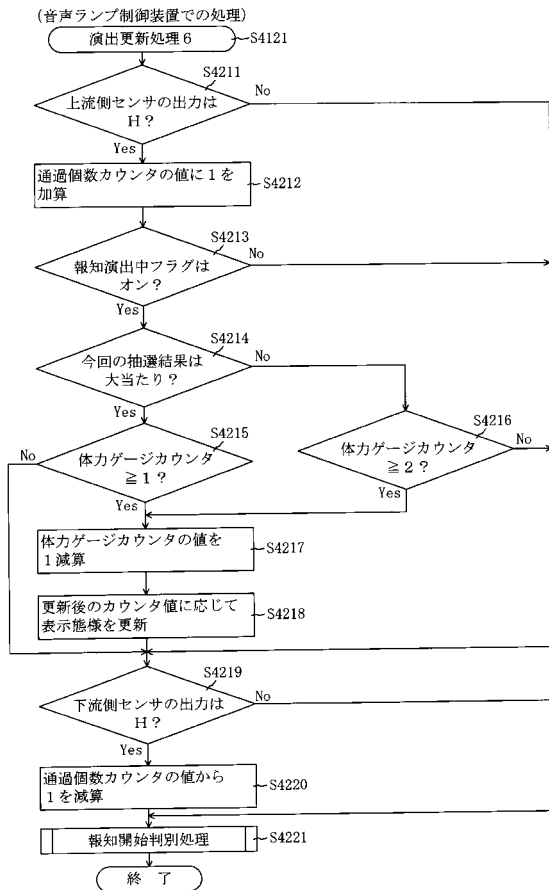 (音声ランプ制御装置での処理)
演出更新処理6
S4121
S4211
上流側センサの出力は
H?
No
Yes
通過個数カウンタの値に1を
加算
S4212
S4213
報知演出中フラグは
オン?
No
Yes
S4214
今回の抽選結果は
大当たり?
No
Yes
S4215
No
体力ゲージカウンタ
≧1?
Yes
S4216
体力ゲージカウンタ
≧2?
No
Yes
体力ゲージカウンタの値を
1減算
S4217
更新後のカウンタ値に応じて
表示態様を更新
S4218
S4219
下流側センサの出力は
H?
No
Yes
通過個数カウンタの値から
1を減算
S4220
報知開始判別処理
S4221
終 了